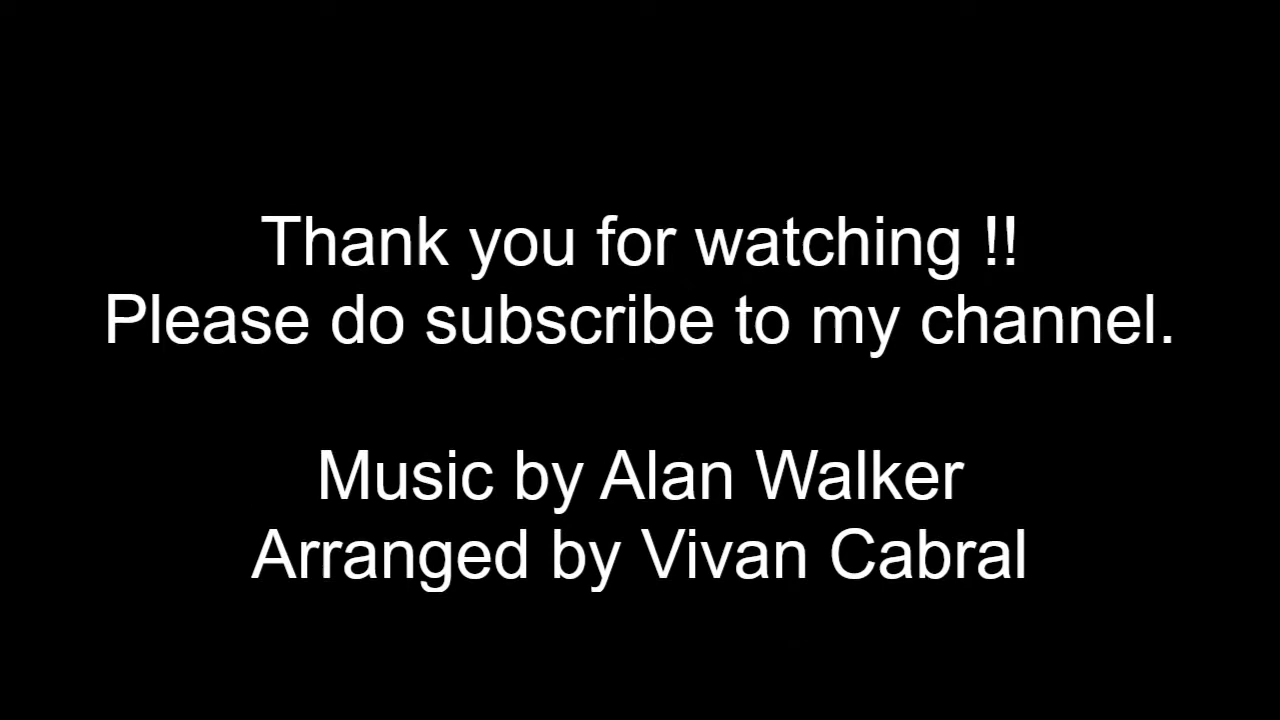 Thank you for watching !!
Please do subscribe to my channel.
Music by Alan Walker
Arranged by Vivan Cabral